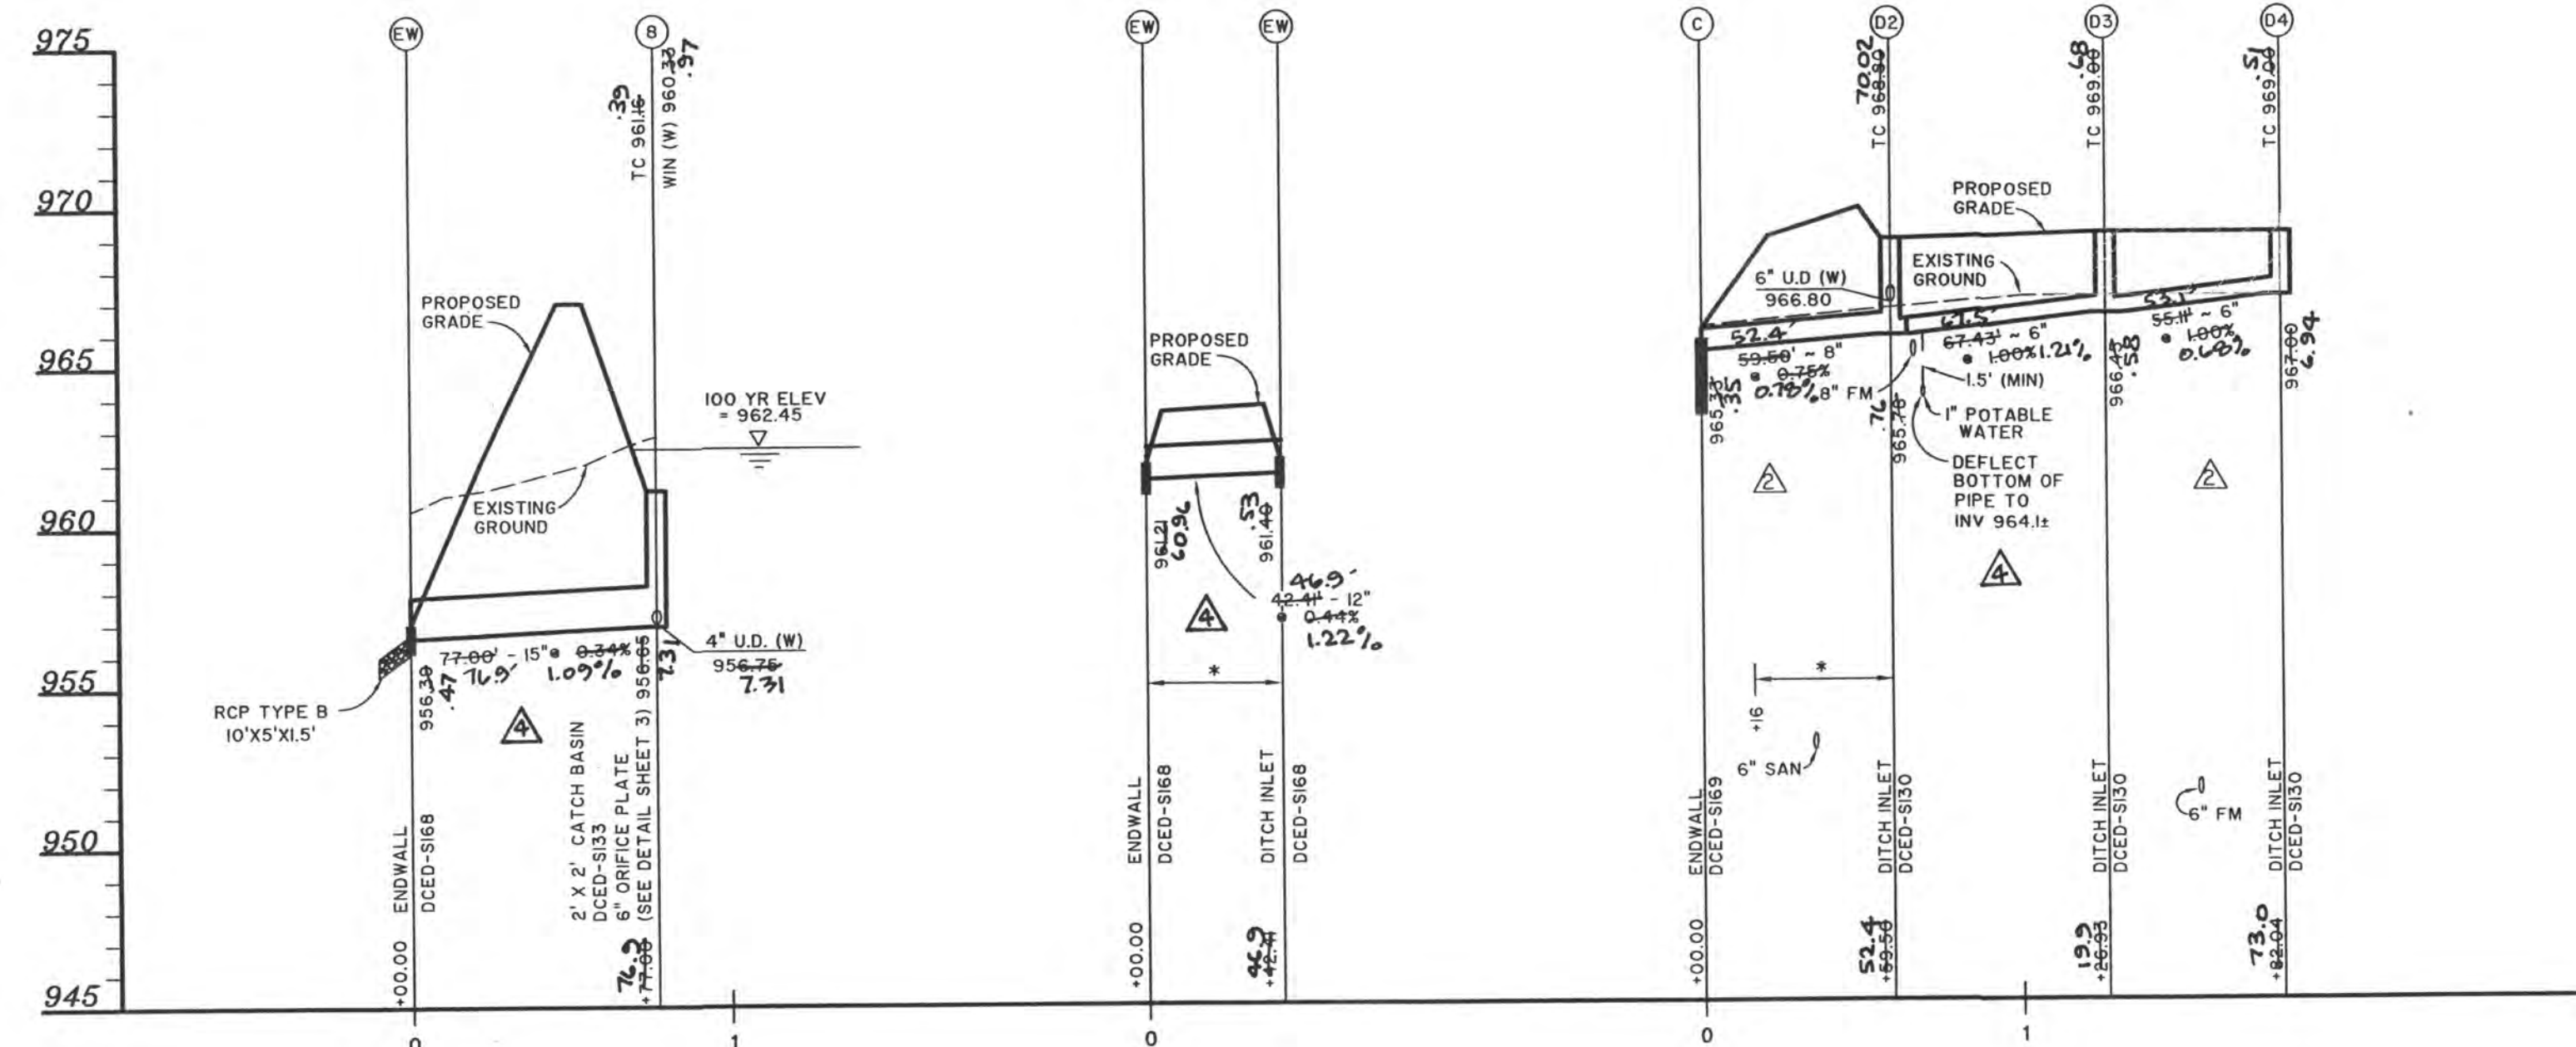 975
970
965
960
955
950
945
EW
8
TC 961.16
.39
WIN (W) 960.33
.97
PROPOSED
GRADE
100 YR ELEV
= 962.45
EXISTING
GROUND
77.00' - 15" @ 0.34%
76.9' 1.09%
4" U.D. (W)
956.75
7.31
RCP TYPE B
10'X5'X1.5'
956.39
.47
4
956.65
7.31
ENDWALL
DCED-S168
2' X 2' CATCH BASIN
DCED-S133
6" ORIFICE PLATE
(SEE DETAIL SHEET 3)
+00.00
76.9
+77.00
0
1
EW
EW
PROPOSED
GRADE
961.21
60.96
.53
961.40
46.9'
42.41' - 12"
@ 0.44%
1.22%
4
*
ENDWALL
DCED-S168
DITCH INLET
DCED-S168
+00.00
46.9
+42.41
0
C
D2
D3
D4
70.02
TC 968.80
.68
TC 969.00
.51
TC 969.00
PROPOSED
GRADE
6" U.D (W)
966.80
EXISTING
GROUND
52.4'
59.50' ~ 8"
@ 0.75%
0.78%
67.5'
67.43' ~ 6"
@ 1.00% 1.21%
53.1'
55.11' ~ 6"
@ 1.00%
0.68%
8" FM
1.5' (MIN)
1" POTABLE
WATER
DEFLECT
BOTTOM OF
PIPE TO
INV 964.1±
965.33
.35
.76
965.78
966.45
.58
967.00
6.94
2
2
4
*
+16
6" SAN
6" FM
ENDWALL
DCED-S169
DITCH INLET
DCED-S130
DITCH INLET
DCED-S130
DITCH INLET
DCED-S130
+00.00
52.4
+59.50
19.9
+26.93
73.0
+82.04
0
1